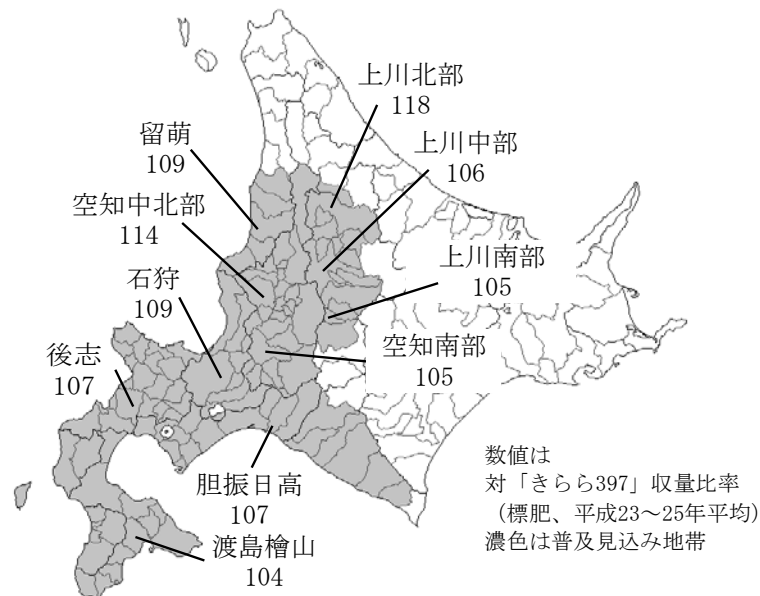 上川北部
118
留萌
109
上川中部
106
空知中北部
114
上川南部
105
石狩
109
空知南部
105
後志
107
胆振日高
107
渡島檜山
104
数値は
対「きらら397」収量比率
（標肥、平成23～25年平均）
濃色は普及見込み地帯